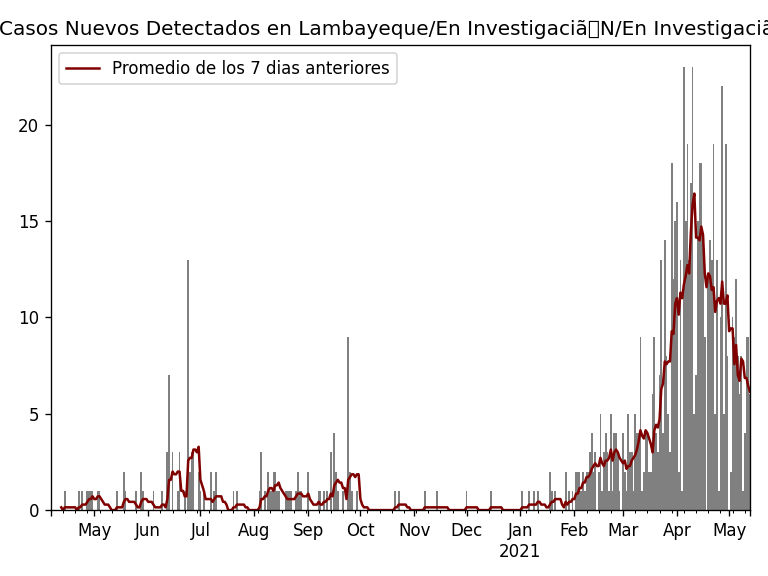 Casos Nuevos Detectados en Lambayeque/En Investigaciã▯N/En Investigaciã
Promedio de los 7 dias anteriores
20
15
10
5
0
May Jun Jul Aug Sep Oct Nov Dec Jan Feb Mar Apr May
2021